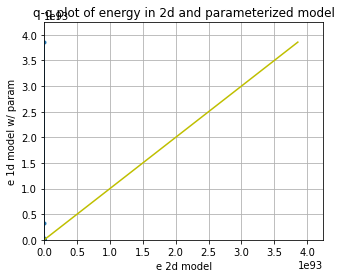 q-q plot of energy in 2d and parameterized model
1e93
4.0
3.5
3.0
2.5
2.0
1.5
1.0
0.5
0.0
e 1d model w/ param
0.0 0.5 1.0 1.5 2.0 2.5 3.0 3.5 4.0
1e93
e 2d model